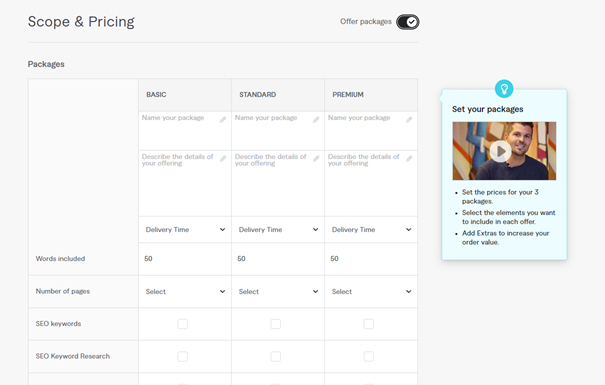 Scope & Pricing
Offer packages
Packages
BASIC STANDARD PREMIUM
Name your package Name your package Name your package
Describe the details of Describe the details of Describe the details of
your offering your offering your offering
Delivery Time Delivery Time Delivery Time
Words included 50 50 50
Number of pages Select Select Select
SEO keywords
SEO Keyword Research
Set your packages
• Set the prices for your 3
packages.
• Select the elements you want
to include in each offer.
• Add Extras to increase your
order value.